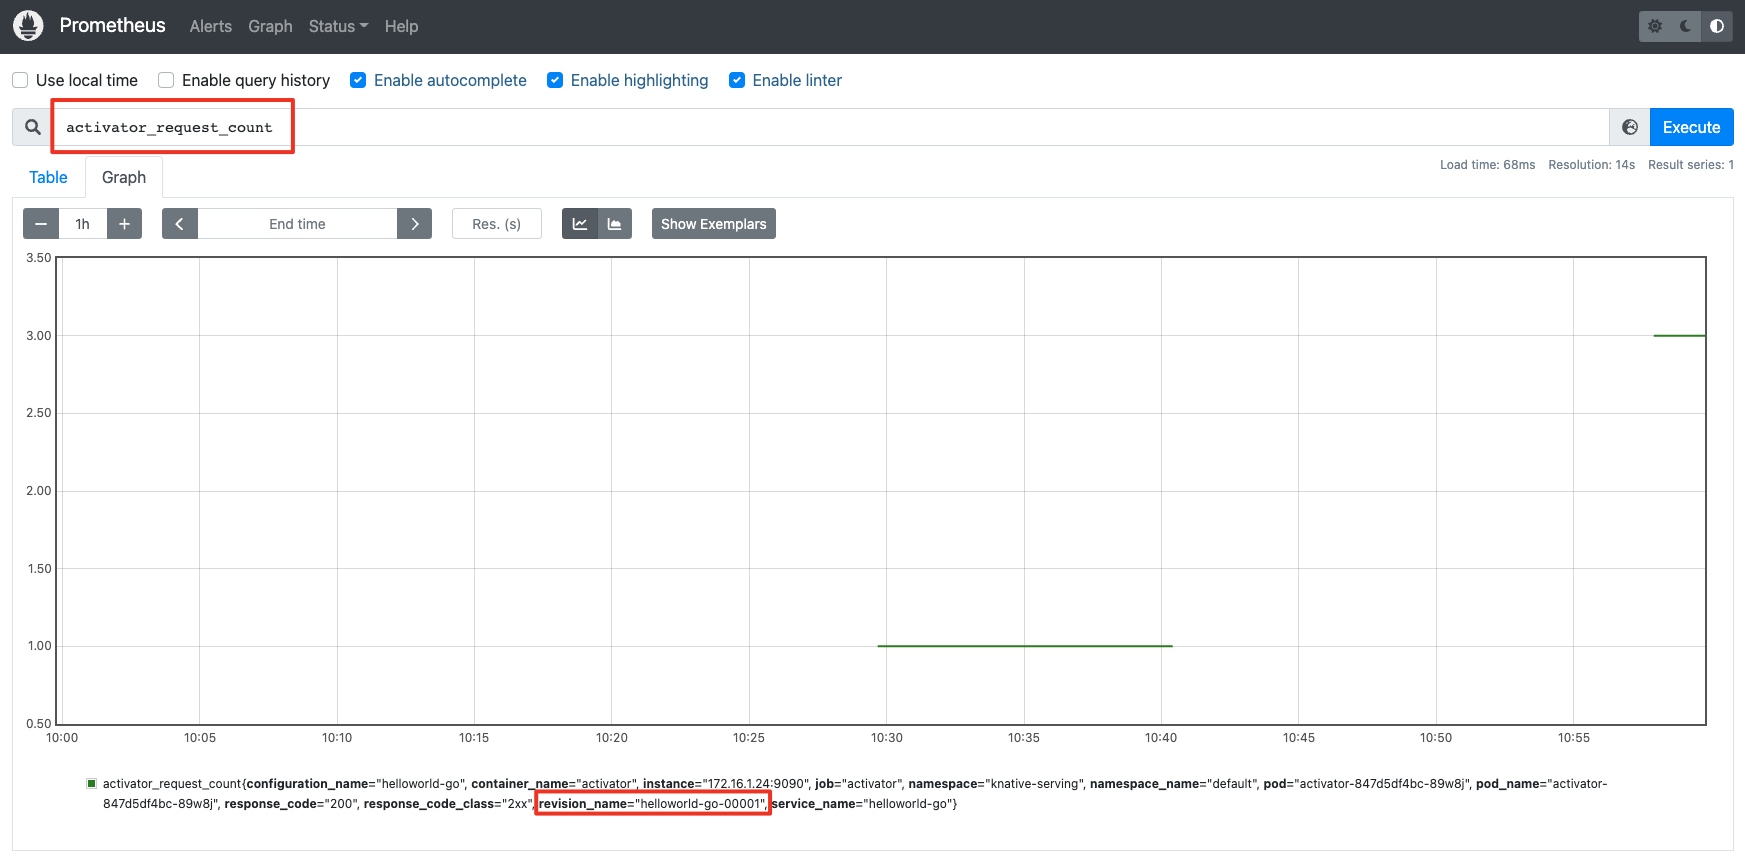 Prometheus Alerts Graph Status Help
Use local time Enable query history Enable autocomplete Enable highlighting Enable linter
activator_request_count Execute
Load time: 68ms Resolution: 14s Result series: 1
Table Graph
1h End time Res. (s) Show Exemplars
3.50
3.00
2.50
2.00
1.50
1.00
0.50
10:00 10:05 10:10 10:15 10:20 10:25 10:30 10:35 10:40 10:45 10:50 10:55
activator_request_count{configuration_name="helloworld-go", container_name="activator", instance="172.16.1.24:9090", job="activator", namespace="knative-serving", namespace_name="default", pod="activator-847d5df4bc-89w8j", pod_name="activator-
847d5df4bc-89w8j", response_code="200", response_code_class="2xx", revision_name="helloworld-go-00001", service_name="helloworld-go"}